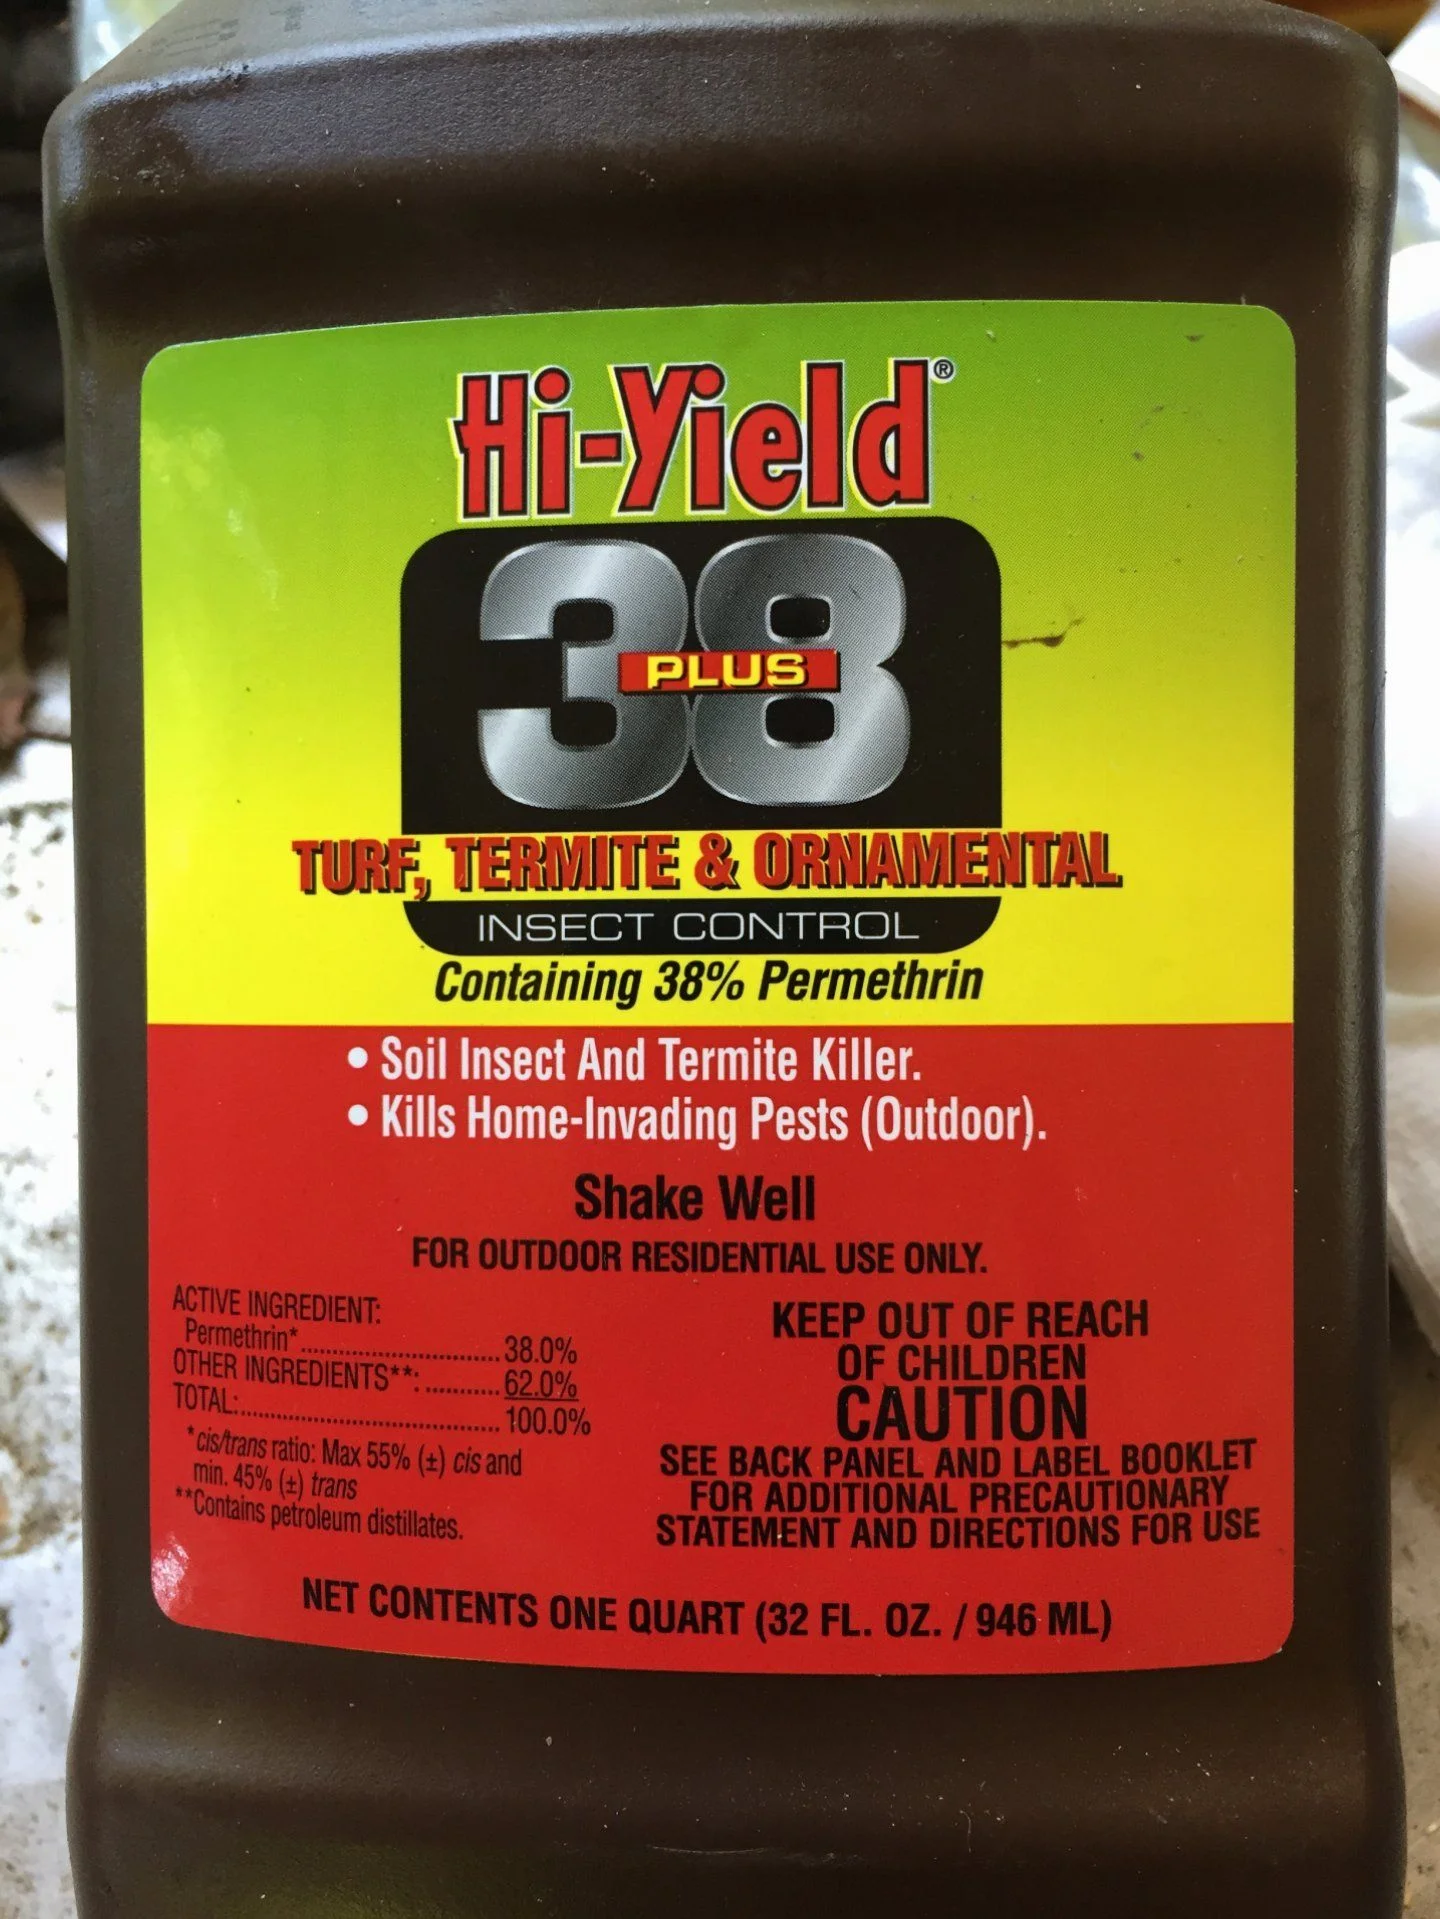 Hi-Yield®
38
PLUS
TURF, TERMITE & ORNAMENTAL
INSECT CONTROL
Containing 38% Permethrin
• Soil Insect And Termite Killer.
• Kills Home-Invading Pests (Outdoor).
Shake Well
FOR OUTDOOR RESIDENTIAL USE ONLY.
ACTIVE INGREDIENT:
Permethrin*.............................. 38.0%
OTHER INGREDIENTS**:........... 62.0%
TOTAL:...................................... 100.0%
*cis/trans ratio: Max 55% (±) cis and
min. 45% (±) trans
**Contains petroleum distillates.
KEEP OUT OF REACH
OF CHILDREN
CAUTION
SEE BACK PANEL AND LABEL BOOKLET
FOR ADDITIONAL PRECAUTIONARY
STATEMENT AND DIRECTIONS FOR USE
NET CONTENTS ONE QUART (32 FL. OZ. / 946 ML)